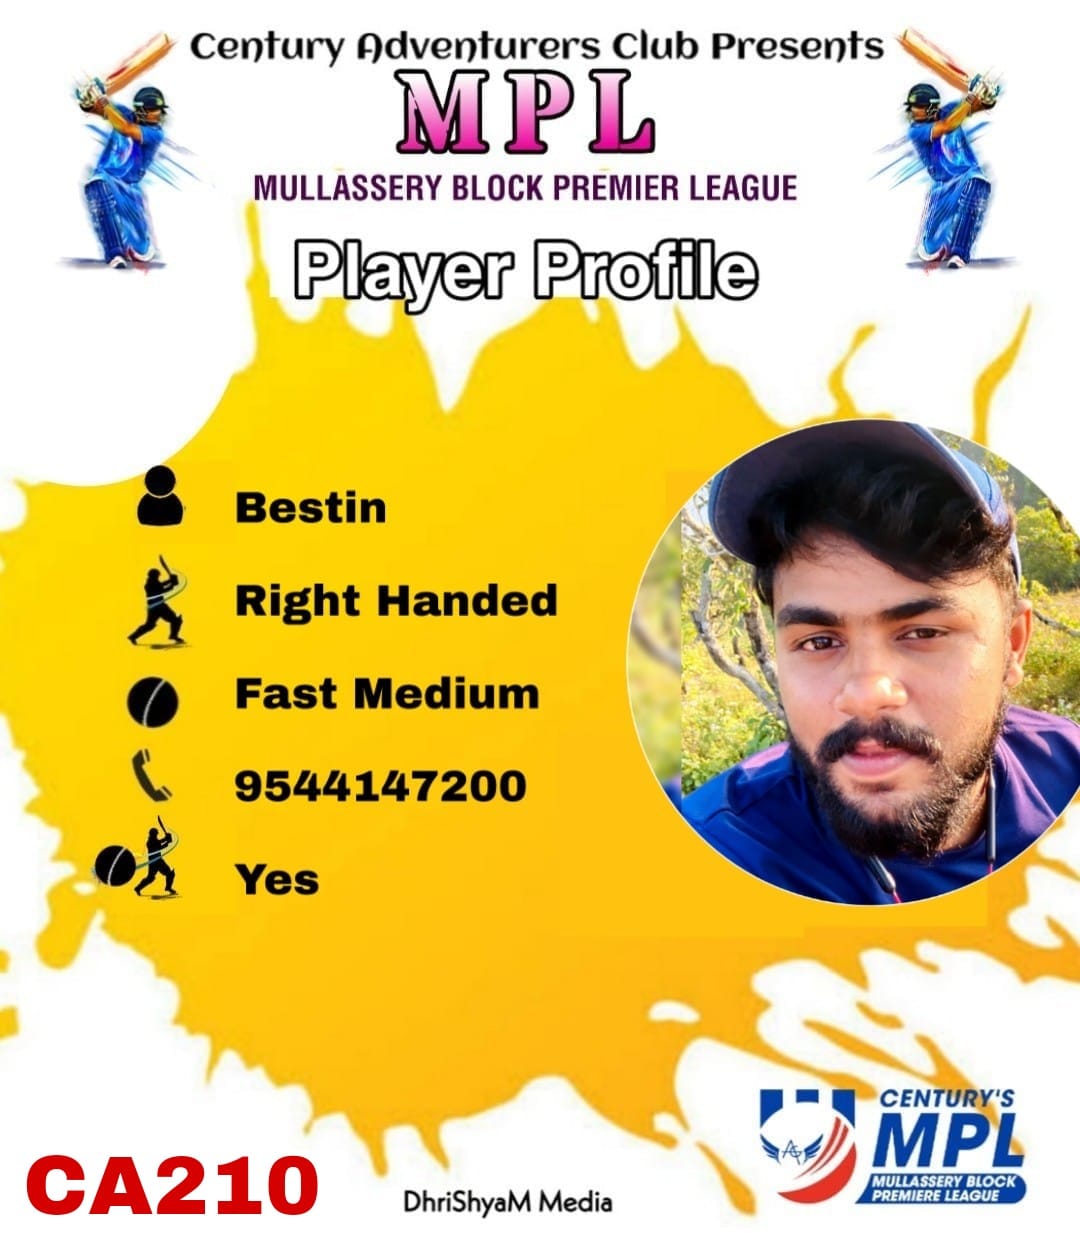 Century Adventurers Club Presents
MPL
MULLASSERY BLOCK PREMIER LEAGUE
Player Profile
Bestin
Right Handed
Fast Medium
9544147200
Yes
CENTURY'S
MPL
MULLASSERY BLOCK
PREMIERE LEAGUE
CA210
DhriShyaM Media